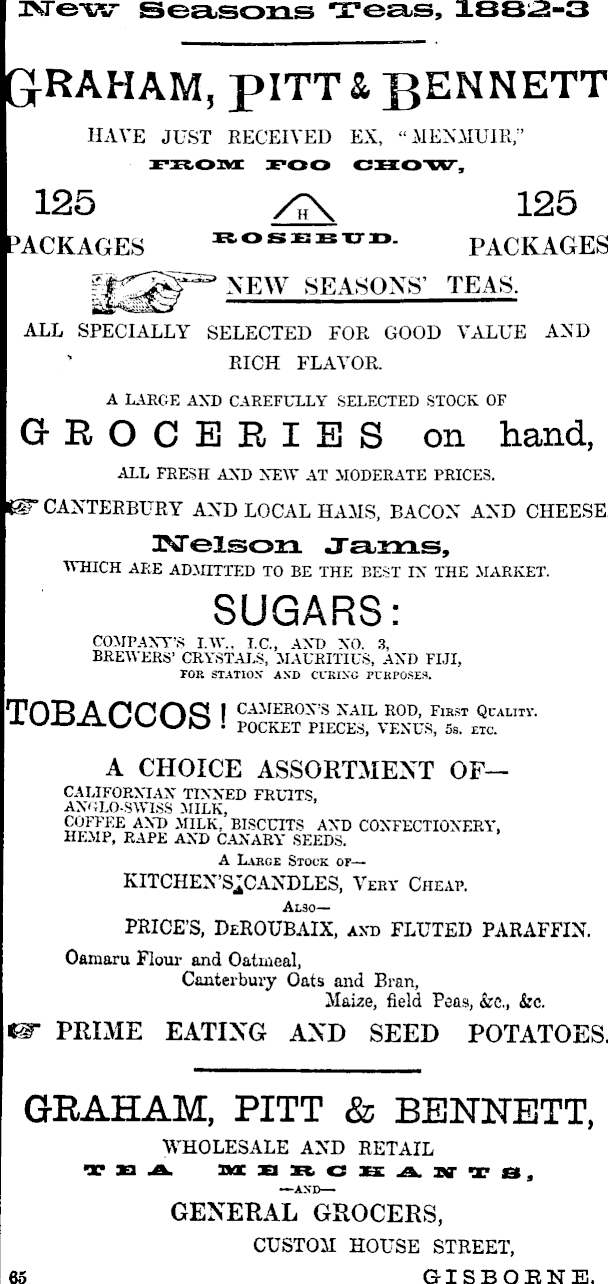 New Seasons Teas, 1882-3
GRAHAM, PITT & BENNETT
HAVE JUST RECEIVED EX, "MENMUIR,"
FROM FOO CHOW,
125
PACKAGES
H
ROSEBUD.
125
PACKAGES
NEW SEASONS' TEAS.
ALL SPECIALLY SELECTED FOR GOOD VALUE AND
RICH FLAVOR.
A LARGE AND CAREFULLY SELECTED STOCK OF
GROCERIES on hand,
ALL FRESH AND NEW AT MODERATE PRICES.
CANTERBURY AND LOCAL HAMS, BACON AND CHEESE
Nelson Jams,
WHICH ARE ADMITTED TO BE THE BEST IN THE MARKET.
SUGARS:
COMPANY'S I.W., I.C., AND NO. 3,
BREWERS' CRYSTALS, MAURITIUS, AND FIJI,
FOR STATION AND CURING PURPOSES.
TOBACCOS!
CAMERON'S NAIL ROD, FIRST QUALITY.
POCKET PIECES, VENUS, 5s. ETC.
A CHOICE ASSORTMENT OF—
CALIFORNIAN TINNED FRUITS,
ANGLO-SWISS MILK,
COFFEE AND MILK, BISCUITS AND CONFECTIONERY,
HEMP, RAPE AND CANARY SEEDS.
A LARGE STOCK OF—
KITCHEN'S CANDLES, VERY CHEAP.
ALSO—
PRICE'S, DEROUBAIX, AND FLUTED PARAFFIN.
Oamaru Flour and Oatmeal,
Canterbury Oats and Bran,
Maize, field Peas, &c., &c.
PRIME EATING AND SEED POTATOES.
GRAHAM, PITT & BENNETT,
WHOLESALE AND RETAIL
TEA MERCHANTS,
—AND—
GENERAL GROCERS,
CUSTOM HOUSE STREET,
65 GISBORNE.